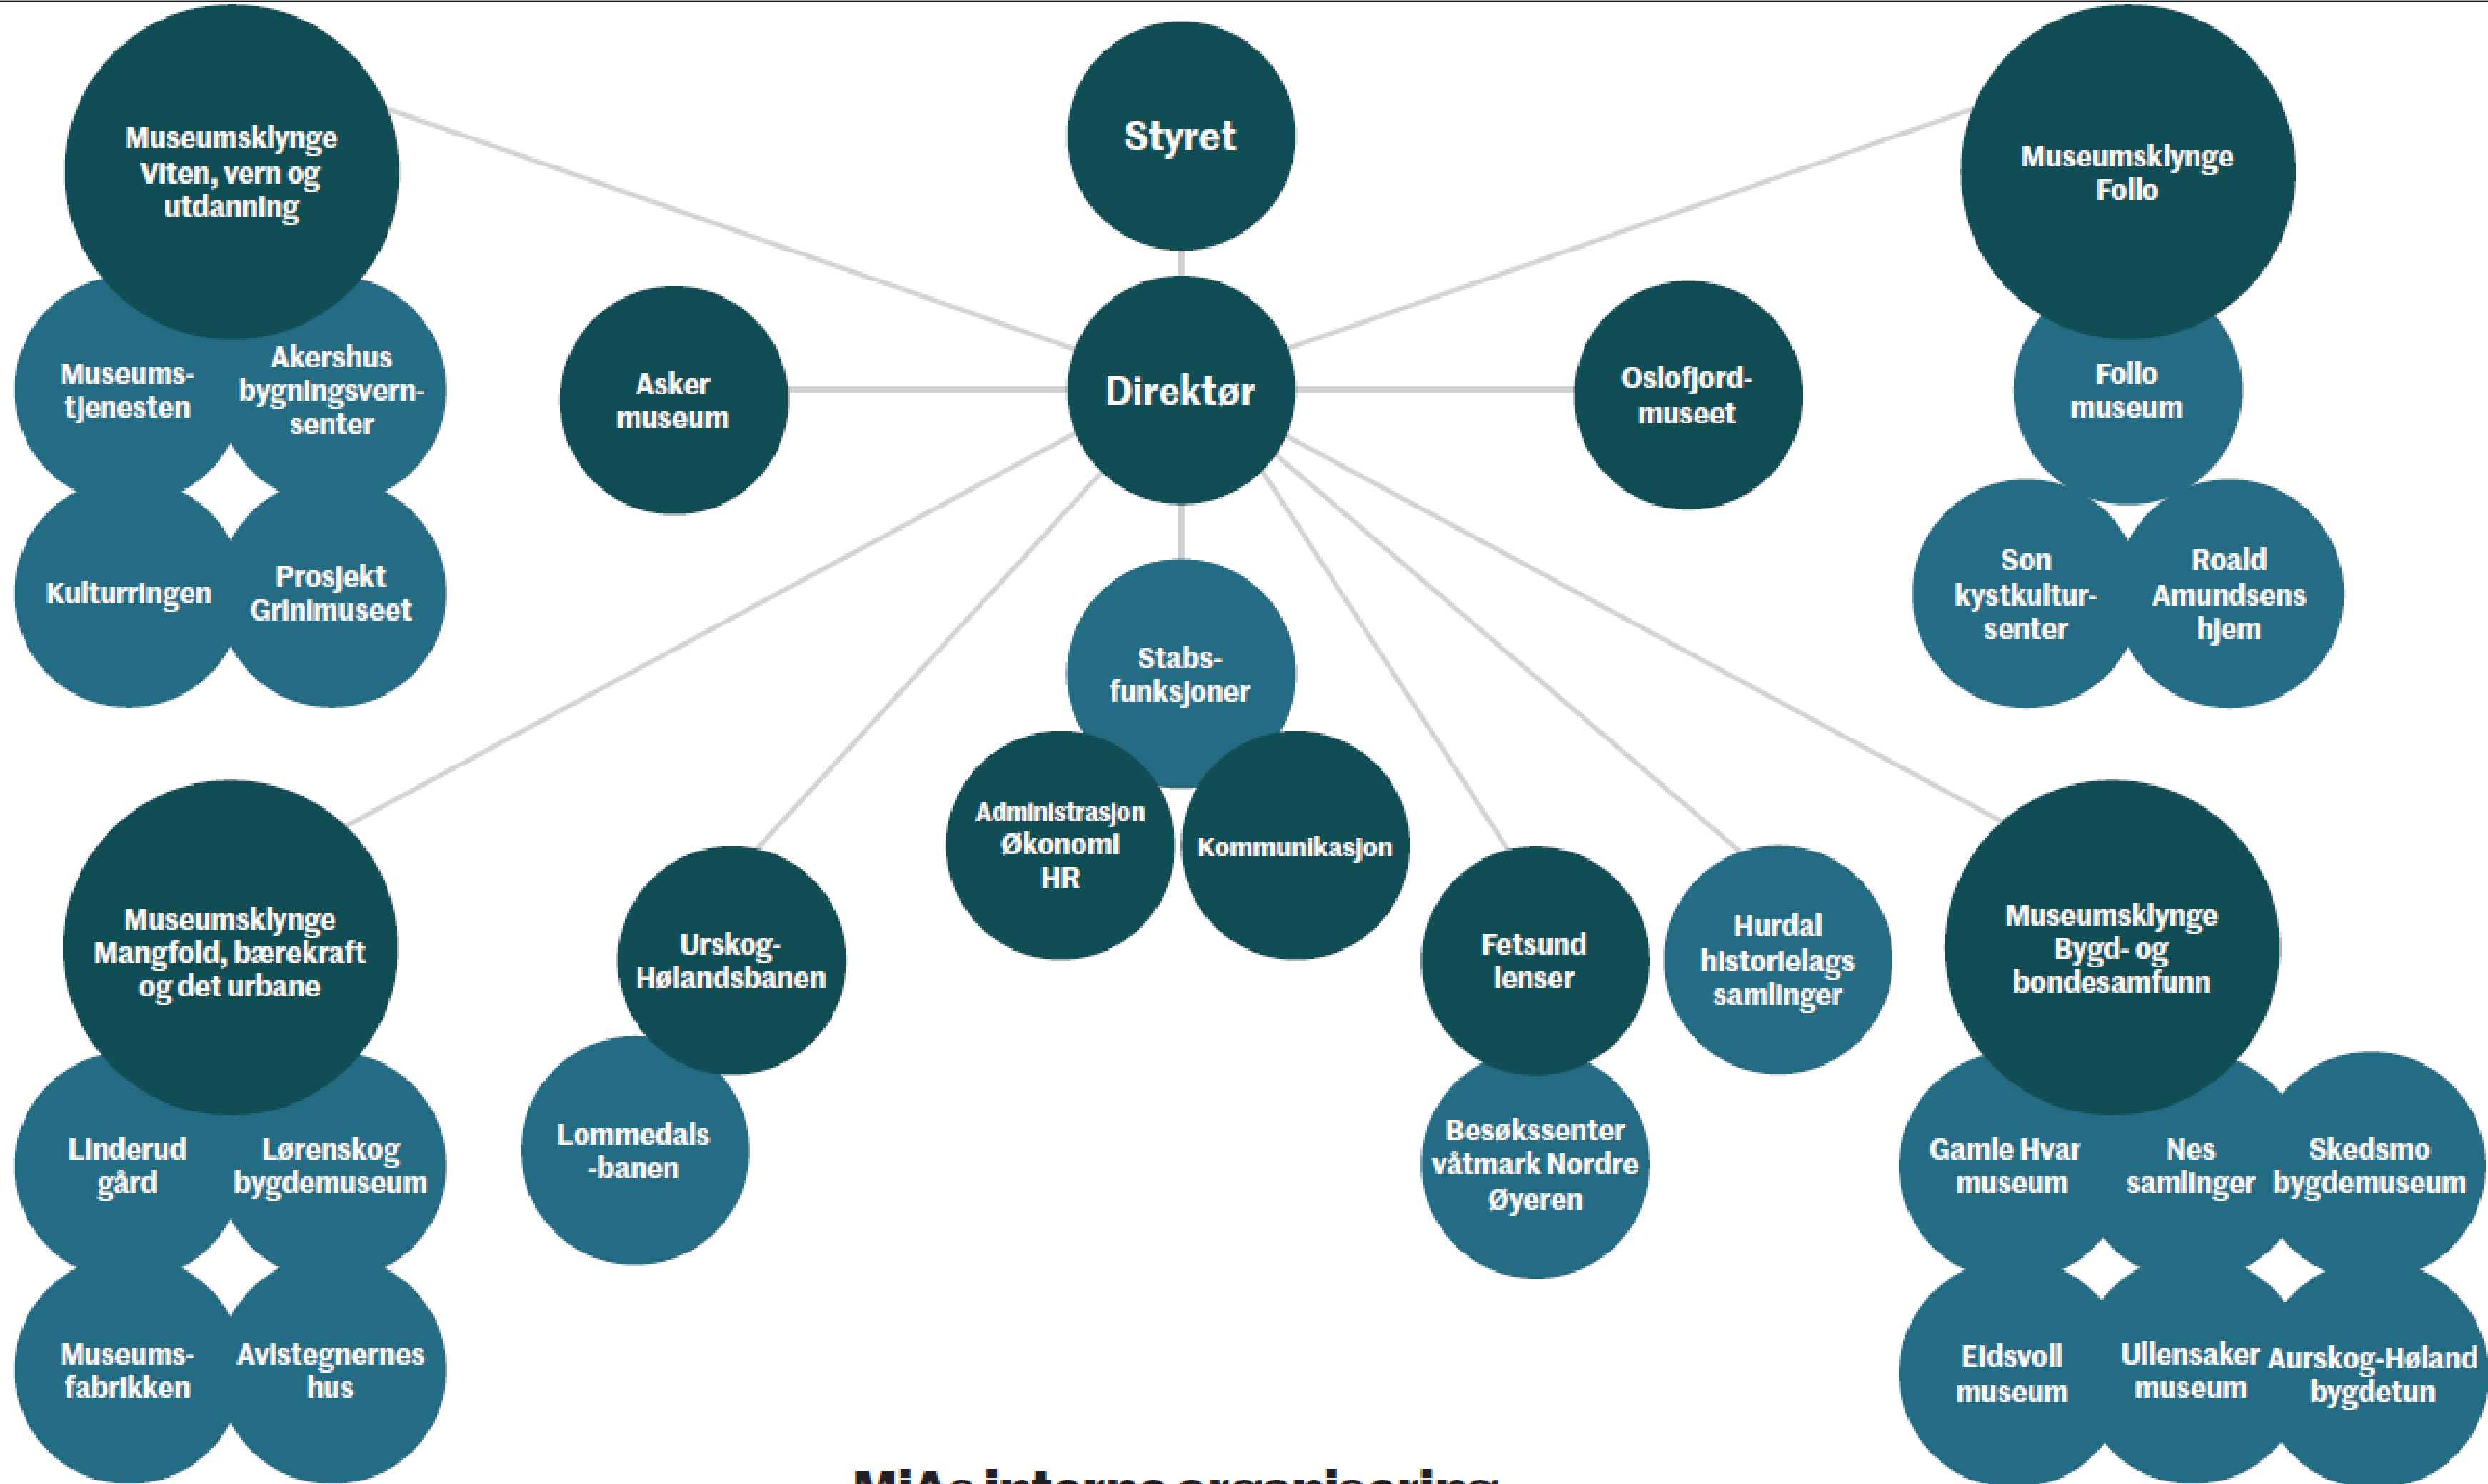 Museumsklynge
Viten, vern og
utdanning
Styret
Museumsklynge
Follo
Museums-
tjenesten
Akershus
bygningsvern-
senter
Asker
museum
Direktør
Oslofjord-
museet
Follo
museum
Kulturringen
Prosjekt
Grinimuseet
Son
kystkultur-
senter
Roald
Amundsens
hjem
Stabs-
funksjoner
Administrasjon
Økonomi
HR
Kommunikasjon
Museumsklynge
Mangfold, bærekraft
og det urbane
Urskog-
Hølandsbanen
Fetsund
lenser
Hurdal
historielags
samlinger
Museumsklynge
Bygd- og
bondesamfunn
Linderud
gård
Lørenskog
bygdemuseum
Lommedals
-banen
Besøkssenter
våtmark Nordre
Øyeren
Gamle Hvar
museum
Nes
samlinger
Skedsmo
bygdemuseum
Museums-
fabrikken
Avistegnernes
hus
Eidsvoll
museum
Ullensaker
museum
Aurskog-Høland
bygdetun
MiAs interne organisering